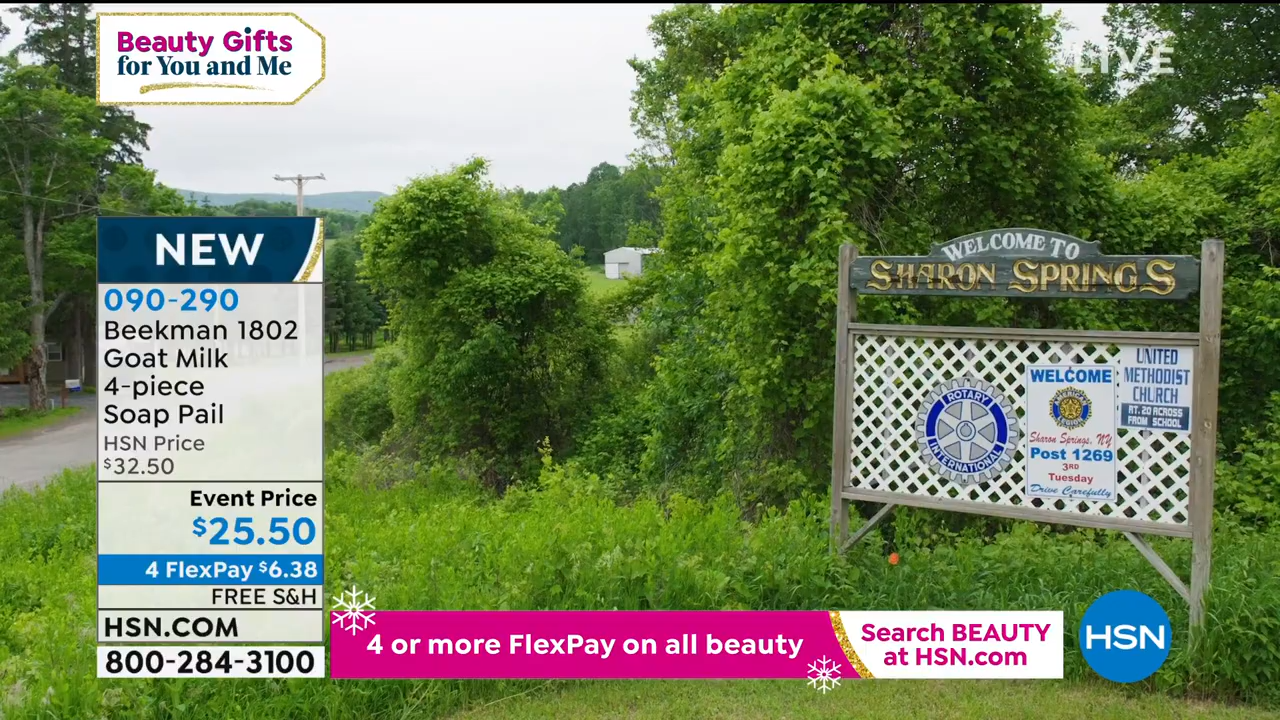 Beauty Gifts
for You and Me
LIVE
NEW
090-290
Beekman 1802
Goat Milk
4-piece
Soap Pail
HSN Price
$32.50
Event Price
$25.50
4 FlexPay $6.38
FREE S&H
HSN.COM
800-284-3100
WELCOME TO
SHARON SPRINGS
ROTARY
INTERNATIONAL
WELCOME
AMERICAN
LEGION
Sharon Springs, NY
Post 1269
3RD
Tuesday
Drive Carefully
UNITED
METHODIST
CHURCH
RT. 20 ACROSS
FROM SCHOOL
4 or more FlexPay on all beauty
Search BEAUTY
at HSN.com
HSN